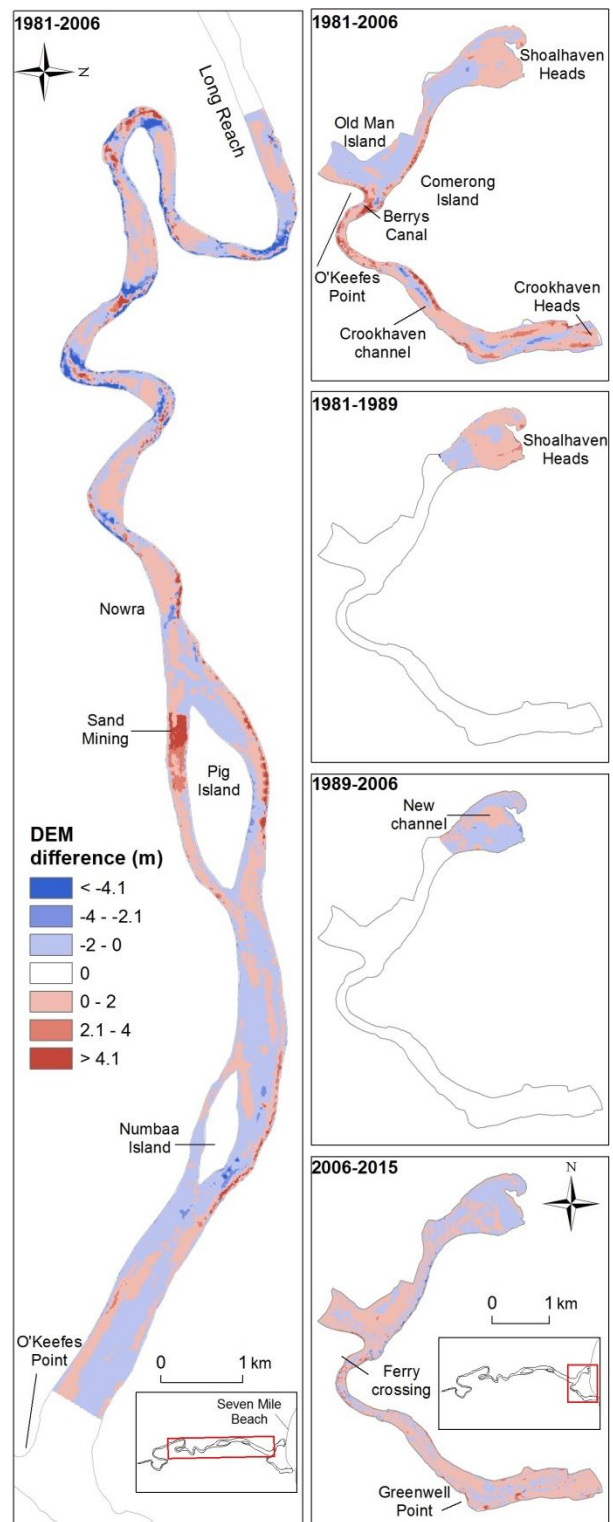 1981-2006
N
Long Reach
Nowra
Sand
Mining
Pig
Island
DEM
difference (m)
< -4.1
-4 - -2.1
-2 - 0
0
0 - 2
2.1 - 4
> 4.1
Numbaa
Island
O'Keefes
Point
0 1 km
Seven Mile
Beach
1981-2006
Shoalhaven
Heads
Old Man
Island
Comerong
Island
Berrys
Canal
O'Keefes
Point
Crookhaven
Heads
Crookhaven
channel
1981-1989
Shoalhaven
Heads
1989-2006
New
channel
2006-2015
N
0 1 km
Ferry
crossing
Greenwell
Point